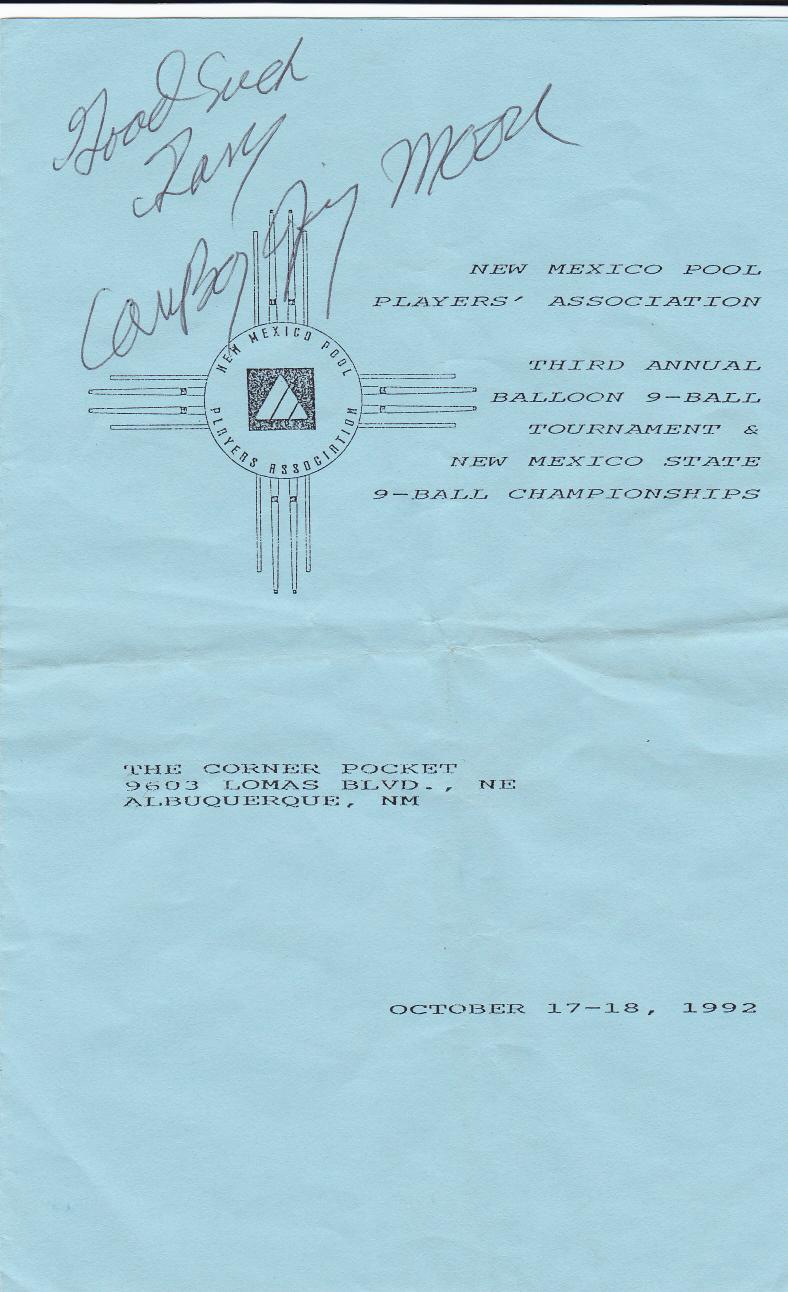 Good Luck
Cowboy Jimmy Moore
NEW MEXICO POOL
PLAYERS' ASSOCIATION
THIRD ANNUAL
BALLOON 9-BALL
TOURNAMENT &
NEW MEXICO STATE
9-BALL CHAMPIONSHIPS
NEW MEXICO POOL
PLAYERS ASSOCIATION
THE CORNER POCKET
9603 LOMAS BLVD., NE
ALBUQUERQUE, NM
OCTOBER 17-18, 1992